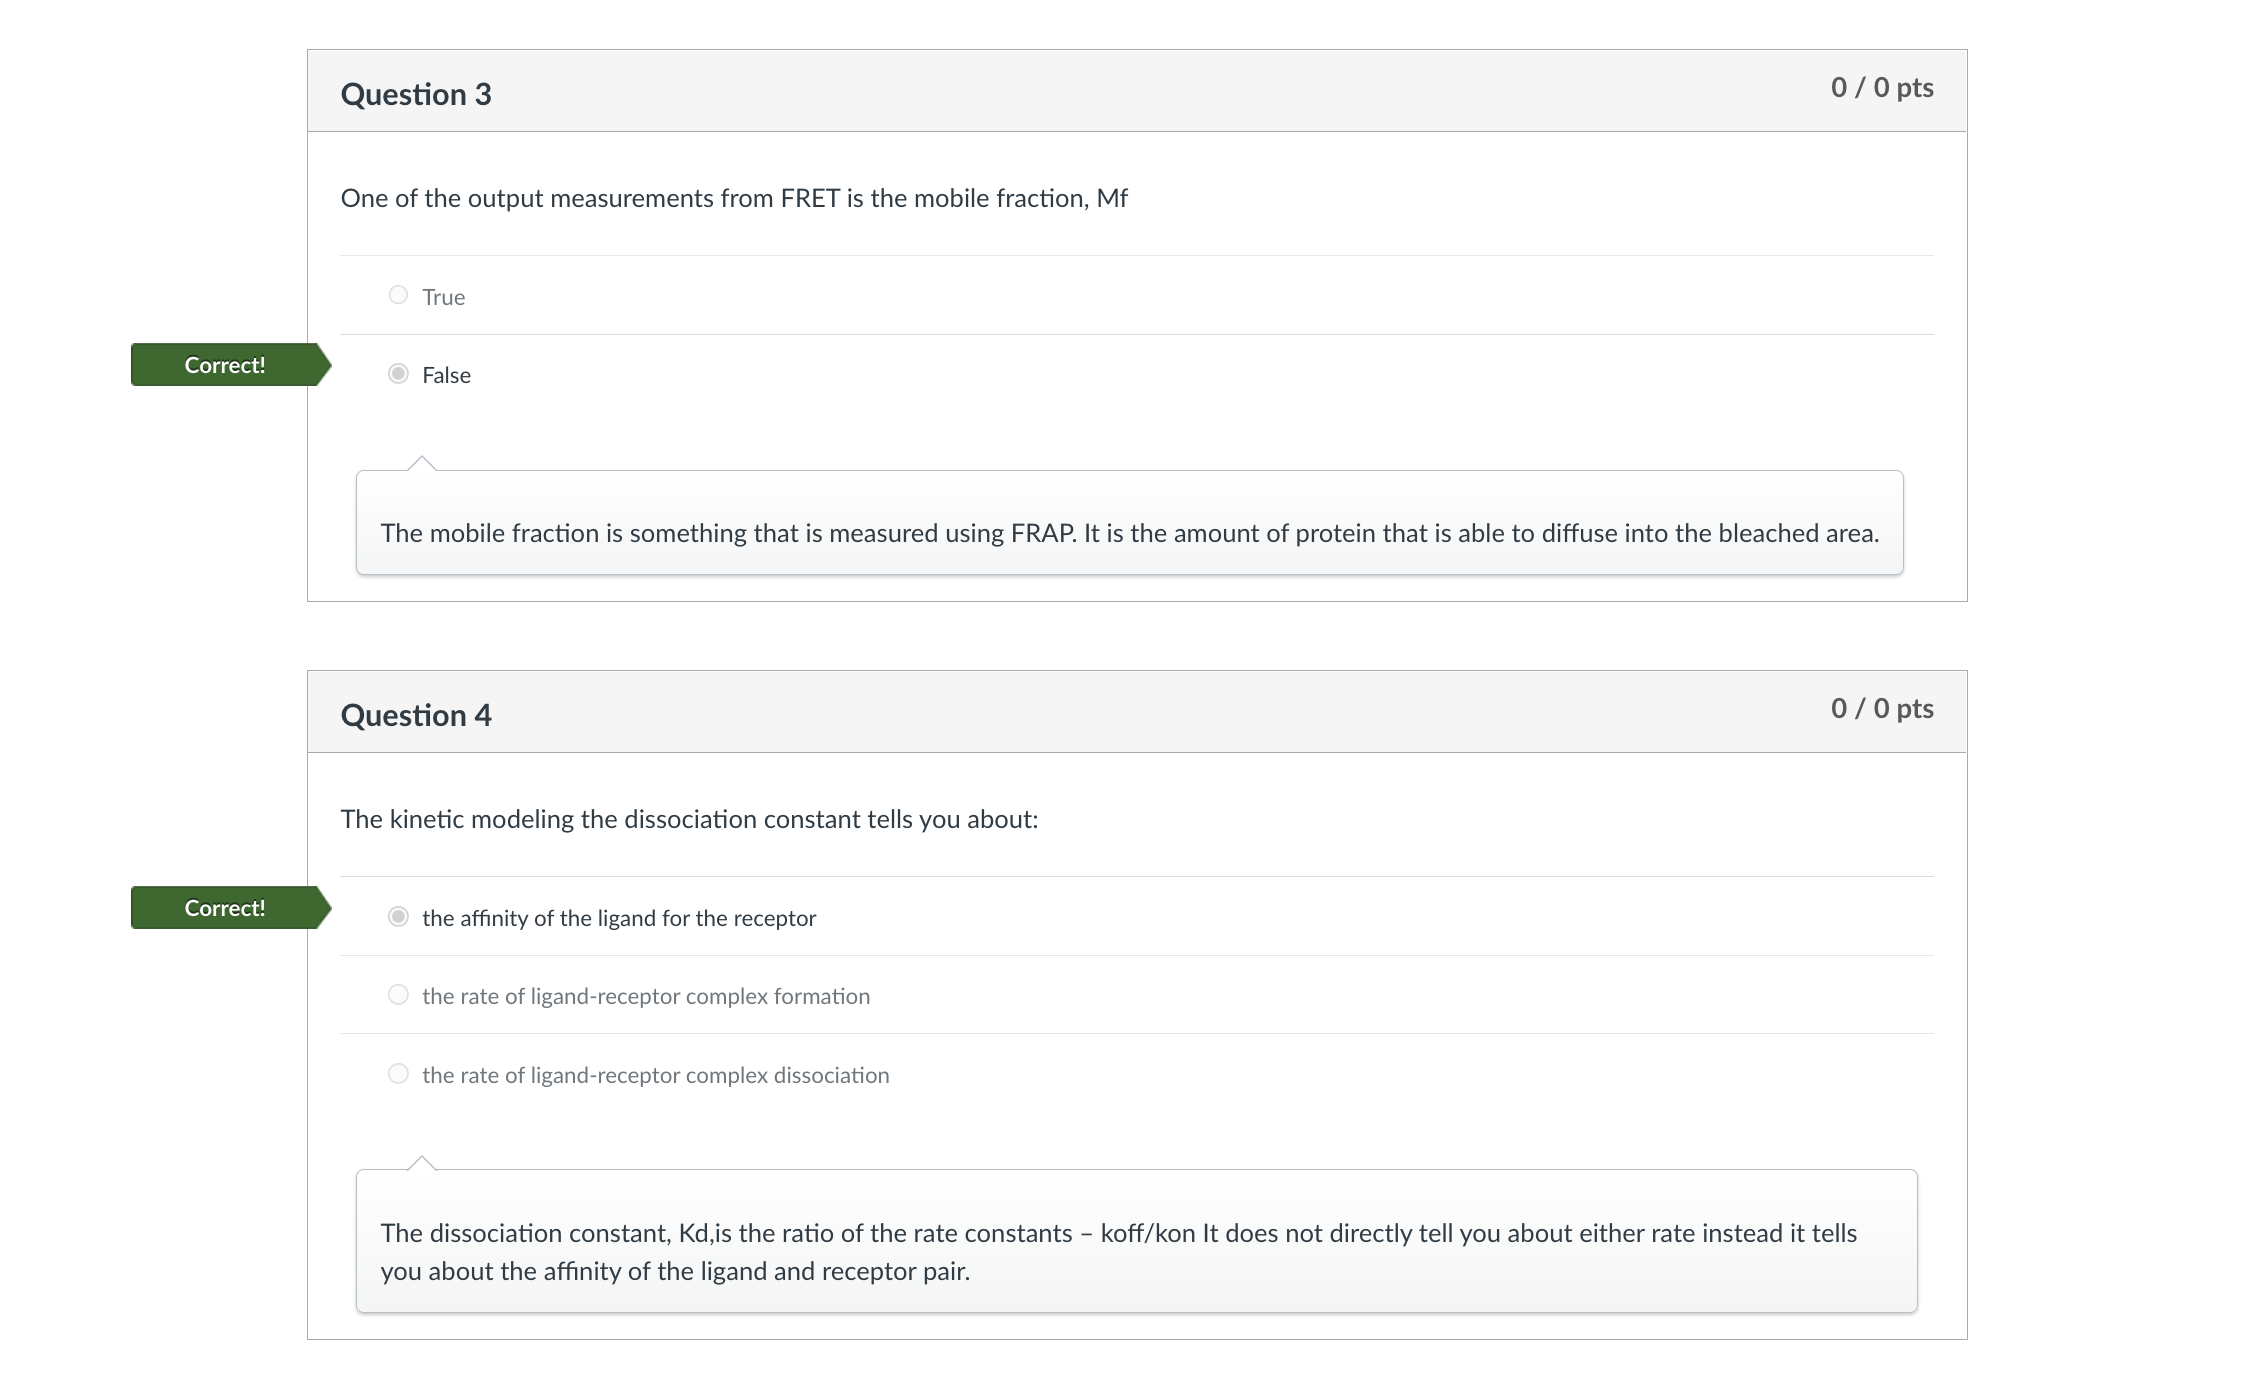 Question 3
0 / 0 pts
One of the output measurements from FRET is the mobile fraction, Mf
True
Correct!
False
The mobile fraction is something that is measured using FRAP. It is the amount of protein that is able to diffuse into the bleached area.
Question 4
0 / 0 pts
The kinetic modeling the dissociation constant tells you about:
Correct!
the affinity of the ligand for the receptor
the rate of ligand-receptor complex formation
the rate of ligand-receptor complex dissociation
The dissociation constant, Kd,is the ratio of the rate constants – koff/kon It does not directly tell you about either rate instead it tells
you about the affinity of the ligand and receptor pair.